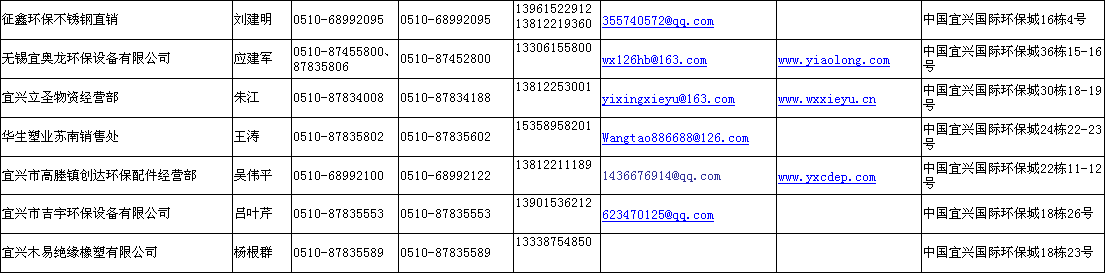 征鑫环保不锈钢直销 刘建明 0510-68992095 0510-68992095 13961522912 13812219360 355740572@qq.com 中国宜兴国际环保城16栋4号
无锡宜奥龙环保设备有限公司 应建军 0510-87455800、87835806 0510-87452800 13306155800 wx126hb@163.com www.yiaolong.com 中国宜兴国际环保城36栋15-16号
宜兴立圣物资经营部 朱江 0510-87834008 0510-87834188 13812253001 yixingxieyu@163.com www.wxxieyu.cn 中国宜兴国际环保城30栋18-19号
华生塑业苏南销售处 王涛 0510-87835802 0510-87835602 15358958201 Wangtao886688@126.com 中国宜兴国际环保城24栋22-23号
宜兴市高塍镇创达环保配件经营部 吴伟平 0510-68992100 0510-68992122 13812211189 1436676914@qq.com www.yxcdep.com 中国宜兴国际环保城22栋11-12号
宜兴市吉宇环保设备有限公司 吕叶芹 0510-87835553 0510-87835553 13901536212 623470125@qq.com 中国宜兴国际环保城18栋26号
宜兴木易绝缘橡塑有限公司 杨根群 0510-87835589 0510-87835589 13338754850 中国宜兴国际环保城18栋23号